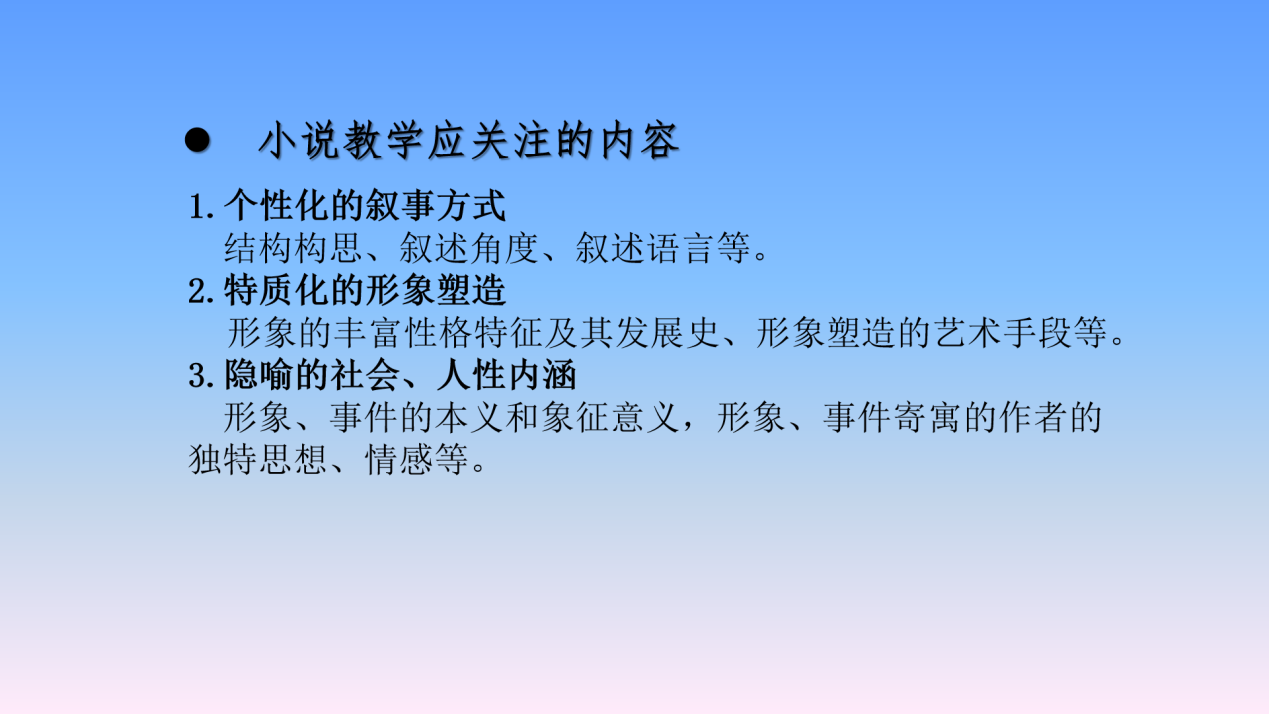 ● 小说教学应关注的内容
1.个性化的叙事方式
结构构思、叙述角度、叙述语言等。
2.特质化的形象塑造
形象的丰富性格特征及其发展史、形象塑造的艺术手段等。
3.隐喻的社会、人性内涵
形象、事件的本义和象征意义，形象、事件寄寓的作者的
独特思想、情感等。